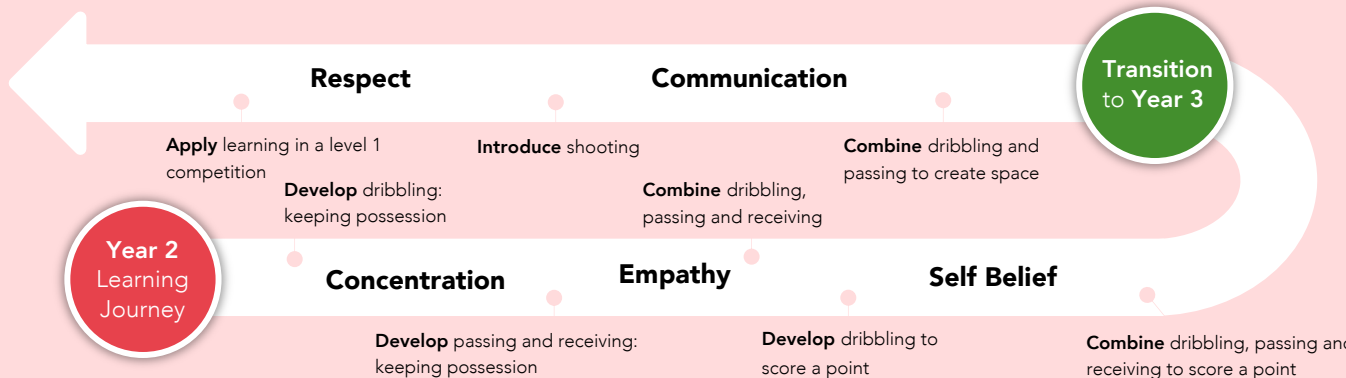 Respect
Communication
Transition
to Year 3
Apply learning in a level 1
competition
Introduce shooting
Combine dribbling and
passing to create space
Develop dribbling:
keeping possession
Combine dribbling,
passing and receiving
Year 2
Learning
Journey
Concentration
Empathy
Self Belief
Develop passing and receiving:
keeping possession
Develop dribbling to
score a point
Combine dribbling, passing and
receiving to score a point